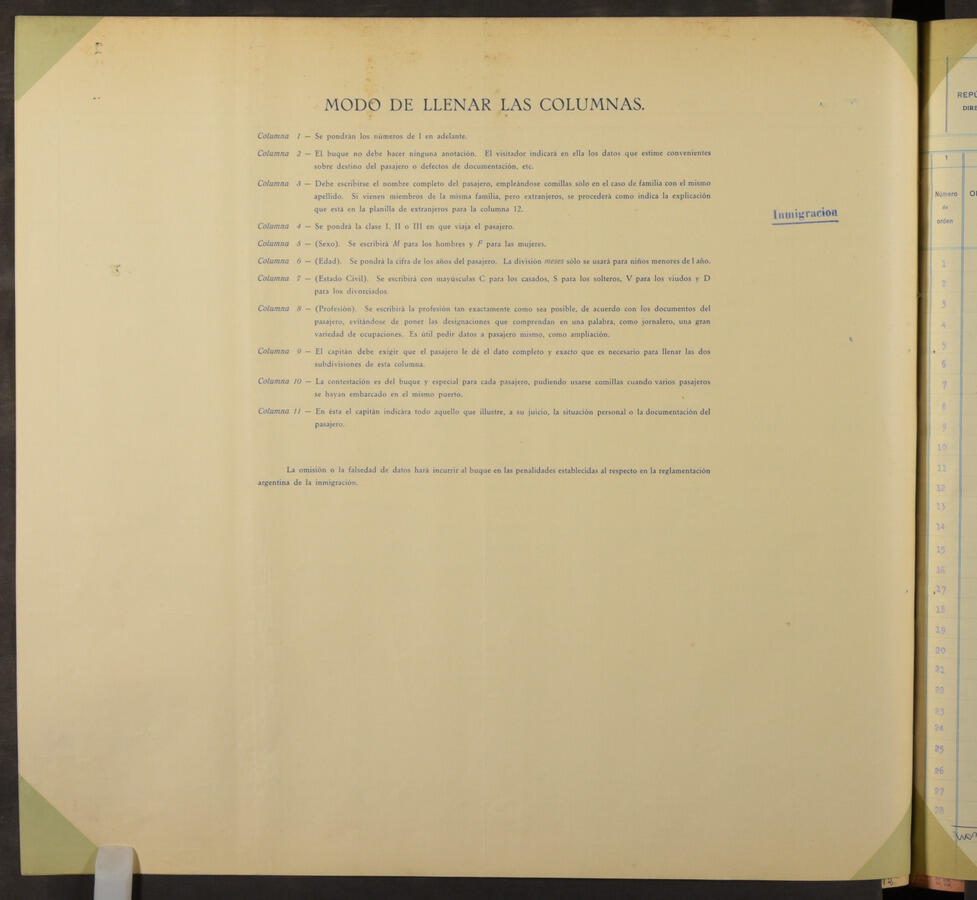 MODO DE LLENAR LAS COLUMNAS.
Columna 1 — Se pondrán los números de 1 en adelante.
Columna 2 — El buque no debe hacer ninguna anotación. El visitador indicará en ella los datos que estime convenientes
sobre destino del pasajero o defectos de documentación, etc.
Columna 3 — Debe escribirse el nombre completo del pasajero, empleándose comillas sólo en el caso de familia con el mismo
apellido. Si vienen miembros de la misma familia, pero extranjeros, se procederá como indica la explicación
que está en la planilla de extranjeros para la columna 12.
Columna 4 — Se pondrá la clase I, II o III en que viaja el pasajero.
Columna 5 — (Sexo). Se escribirá M para los hombres y F para las mujeres.
Columna 6 — (Edad). Se pondrá la cifra de los años del pasajero. La división meses sólo se usará para niños menores de 1 año.
Columna 7 — (Estado Civil). Se escribirá con mayúsculas C para los casados, S para los solteros, V para los viudos y D
para los divorciados.
Columna 8 — (Profesión). Se escribirá la profesión tan exactamente como sea posible, de acuerdo con los documentos del
pasajero, evitándose de poner las designaciones que comprendan en una palabra, como jornalero, una gran
variedad de ocupaciones. Es útil pedir datos a pasajero mismo, como ampliación.
Columna 9 — El capitán debe exigir que el pasajero le dé el dato completo y exacto que es necesario para llenar las dos
subdivisiones de esta columna.
Columna 10 — La contestación es del buque y especial para cada pasajero, pudiendo usarse comillas cuando varios pasajeros
se hayan embarcado en el mismo puerto.
Columna 11 — En ésta el capitán indicára todo aquello que illustre, a su juicio, la situación personal o la documentación del
pasajero.
La omisión o la falsedad de datos hará incurrir al buque en las penalidades establecidas al respecto en la reglamentación
argentina de la inmigración.
Inmigracion
REPÚ
DIRE
1
Número
de
orden
1
2
3
4
5
6
7
8
9
10
11
12
13
14
15
16
17
18
19
20
21
22
23
24
25
26
27
28